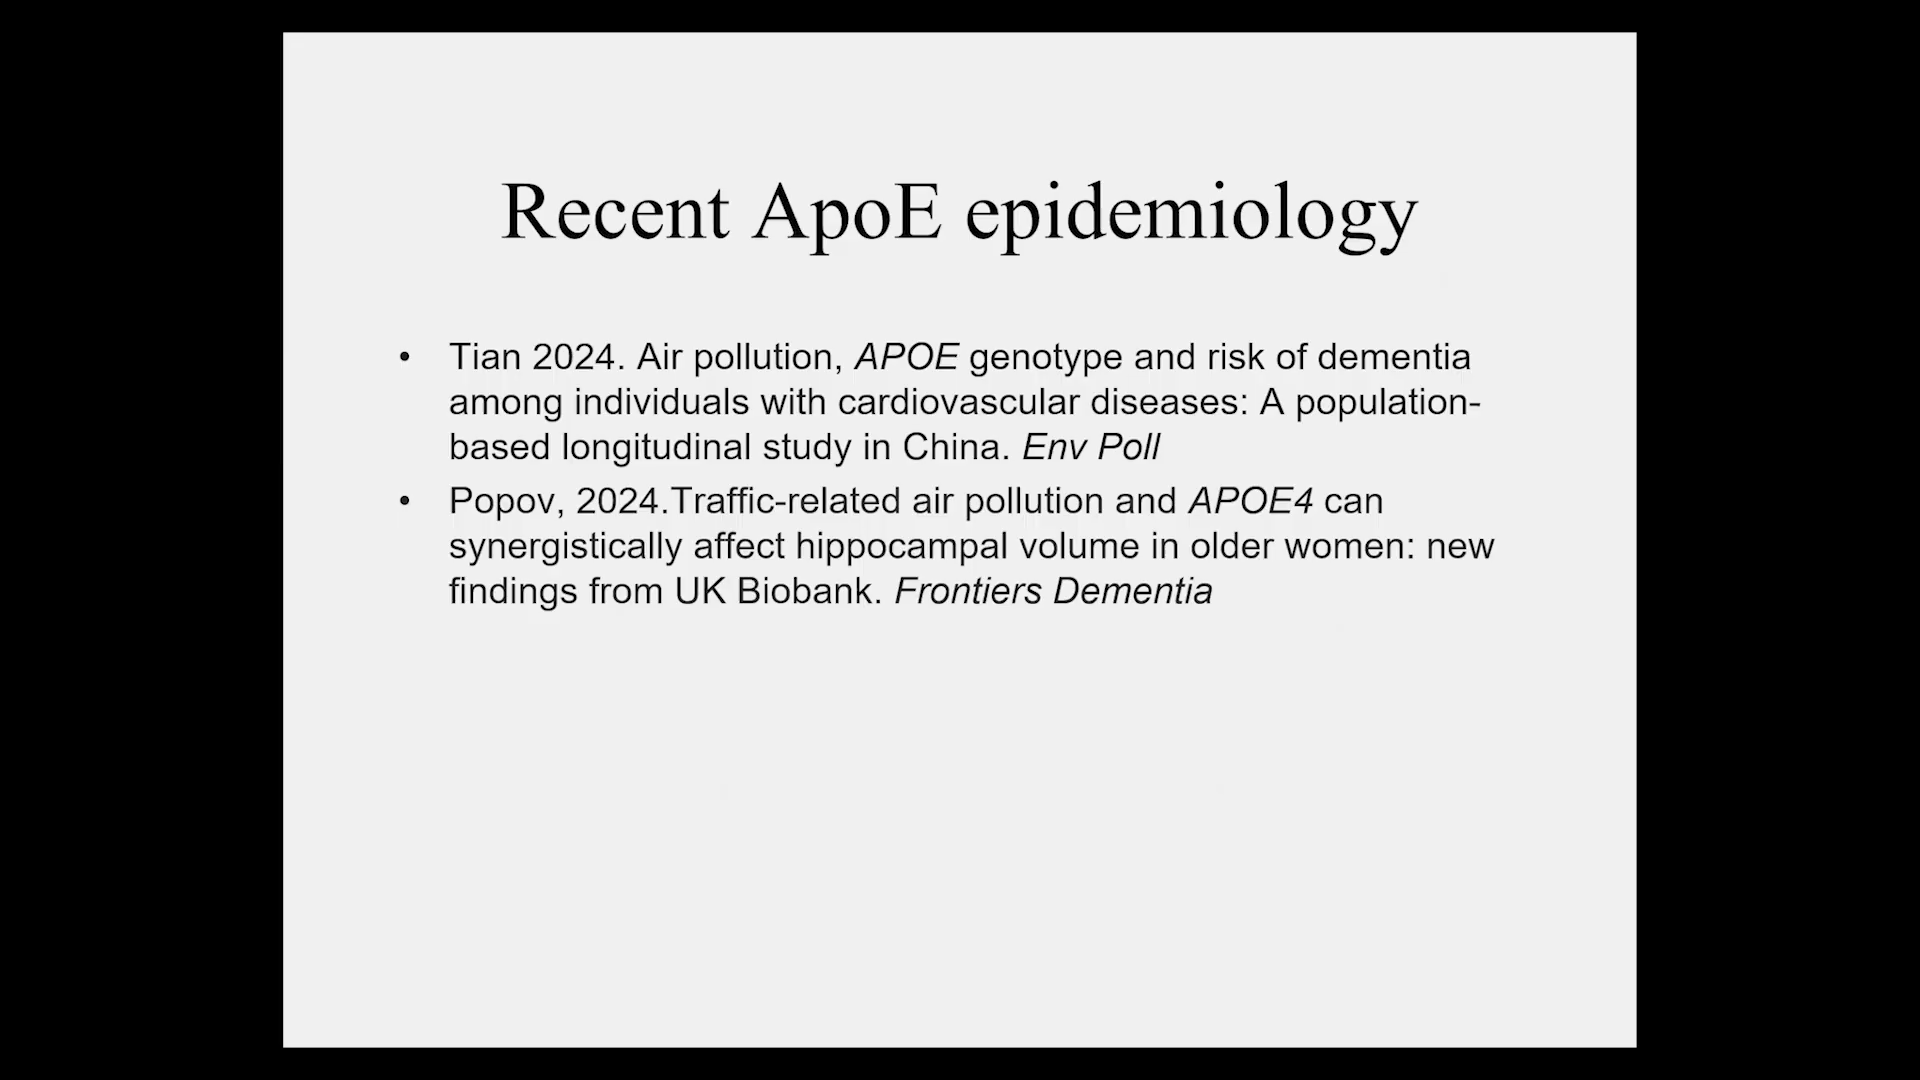 Recent ApoE epidemiology
• Tian 2024. Air pollution, APOE genotype and risk of dementia
among individuals with cardiovascular diseases: A population-
based longitudinal study in China. Env Poll
• Popov, 2024.Traffic-related air pollution and APOE4 can
synergistically affect hippocampal volume in older women: new
findings from UK Biobank. Frontiers Dementia